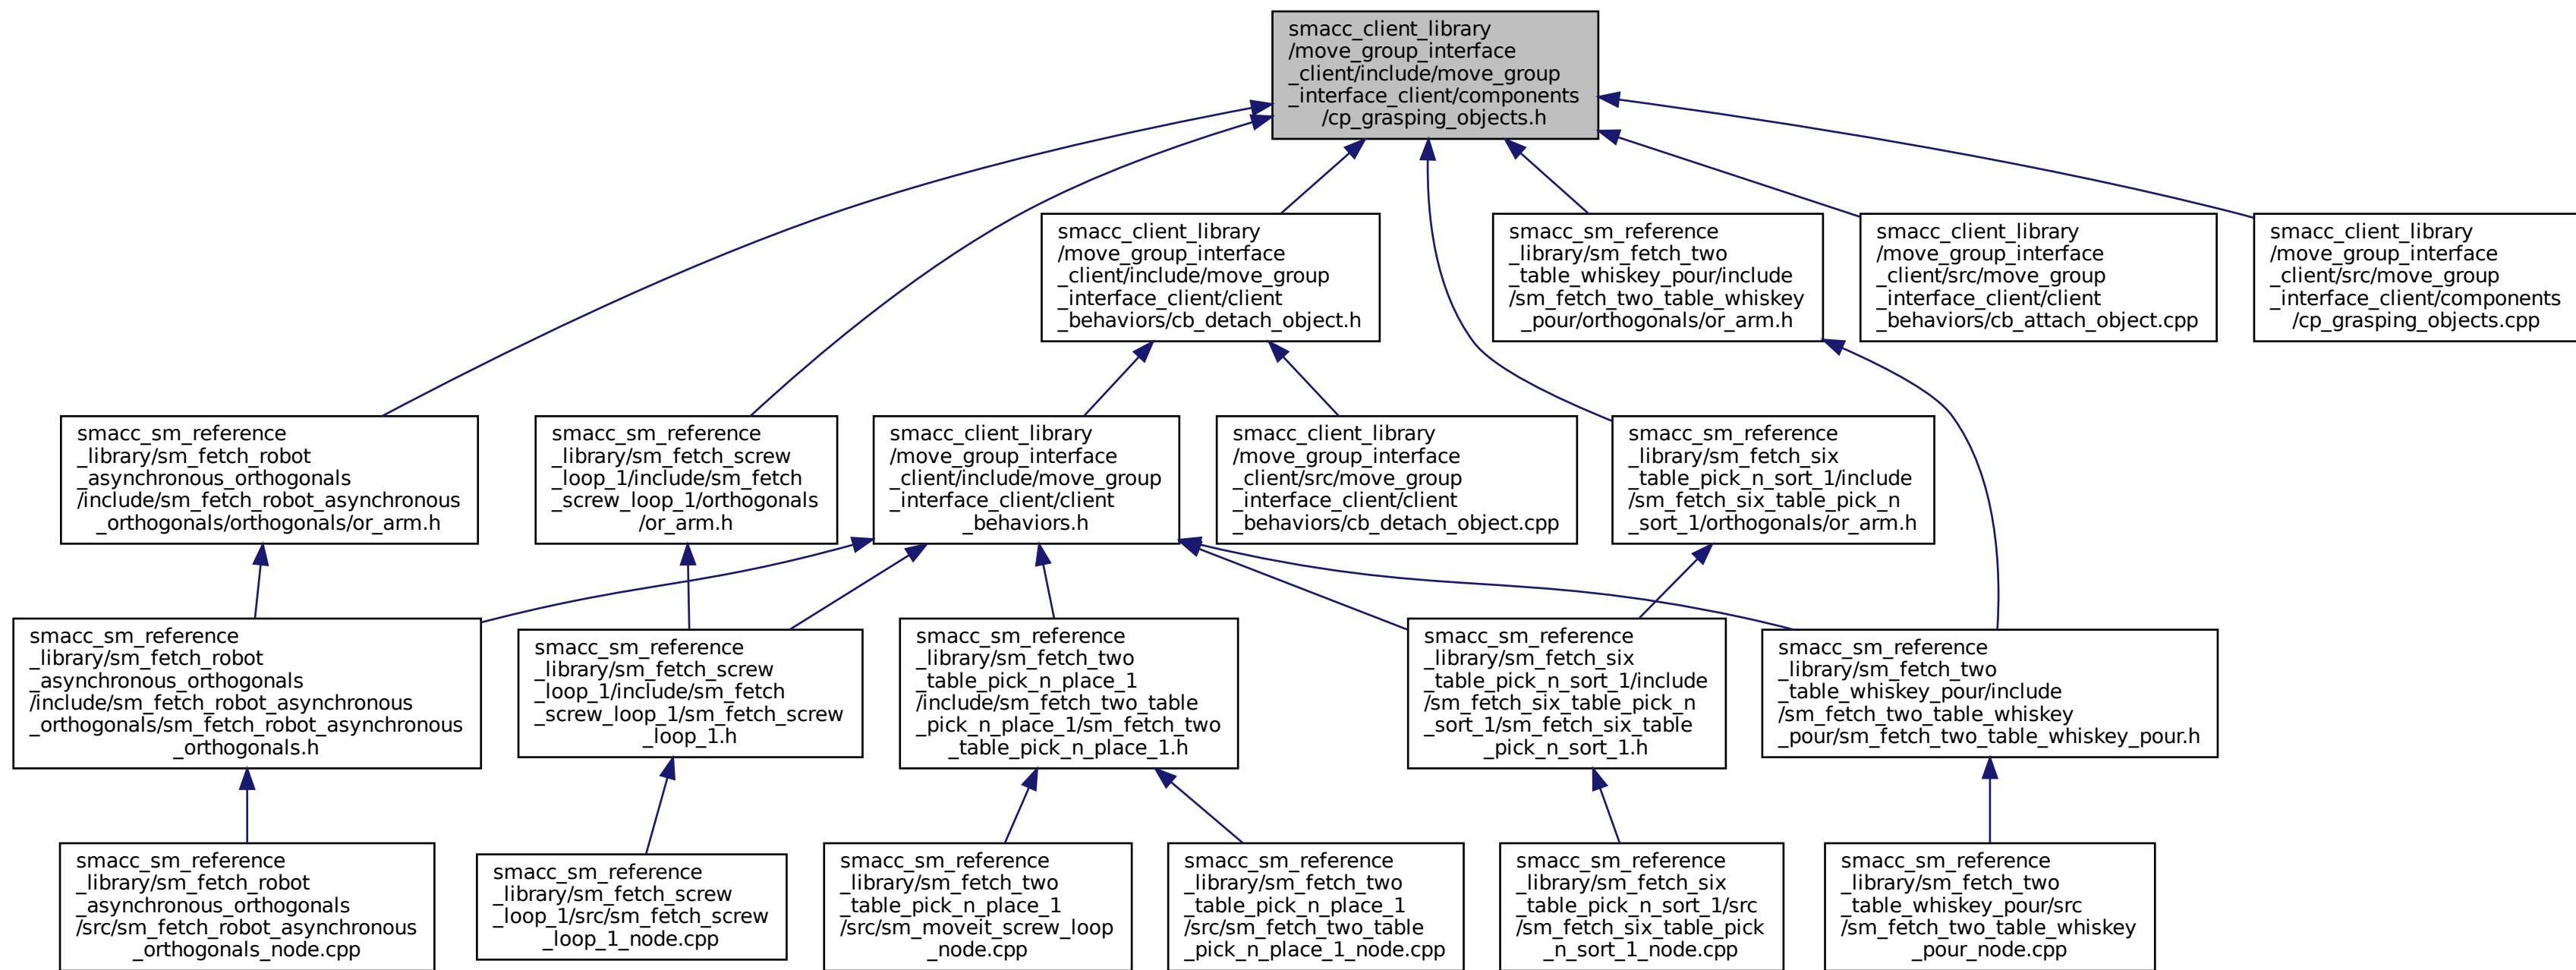 smacc_client_library
/move_group_interface
_client/include/move_group
_interface_client/components
/cp_grasping_objects.h
smacc_client_library
/move_group_interface
_client/include/move_group
_interface_client/client
_behaviors/cb_detach_object.h
smacc_sm_reference
_library/sm_fetch_two
_table_whiskey_pour/include
/sm_fetch_two_table_whiskey
_pour/orthogonals/or_arm.h
smacc_client_library
/move_group_interface
_client/src/move_group
_interface_client/client
_behaviors/cb_attach_object.cpp
smacc_client_library
/move_group_interface
_client/src/move_group
_interface_client/components
/cp_grasping_objects.cpp
smacc_sm_reference
_library/sm_fetch_robot
_asynchronous_orthogonals
/include/sm_fetch_robot_asynchronous
_orthogonals/orthogonals/or_arm.h
smacc_sm_reference
_library/sm_fetch_screw
_loop_1/include/sm_fetch
_screw_loop_1/orthogonals
/or_arm.h
smacc_client_library
/move_group_interface
_client/include/move_group
_interface_client/client
_behaviors.h
smacc_client_library
/move_group_interface
_client/src/move_group
_interface_client/client
_behaviors/cb_detach_object.cpp
smacc_sm_reference
_library/sm_fetch_six
_table_pick_n_sort_1/include
/sm_fetch_six_table_pick_n
_sort_1/orthogonals/or_arm.h
smacc_sm_reference
_library/sm_fetch_robot
_asynchronous_orthogonals
/include/sm_fetch_robot_asynchronous
_orthogonals/sm_fetch_robot_asynchronous
_orthogonals.h
smacc_sm_reference
_library/sm_fetch_screw
_loop_1/include/sm_fetch
_screw_loop_1/sm_fetch_screw
_loop_1.h
smacc_sm_reference
_library/sm_fetch_two
_table_pick_n_place_1
/include/sm_fetch_two_table
_pick_n_place_1/sm_fetch_two
_table_pick_n_place_1.h
smacc_sm_reference
_library/sm_fetch_six
_table_pick_n_sort_1/include
/sm_fetch_six_table_pick_n
_sort_1/sm_fetch_six_table
_pick_n_sort_1.h
smacc_sm_reference
_library/sm_fetch_two
_table_whiskey_pour/include
/sm_fetch_two_table_whiskey
_pour/sm_fetch_two_table_whiskey_pour.h
smacc_sm_reference
_library/sm_fetch_robot
_asynchronous_orthogonals
/src/sm_fetch_robot_asynchronous
_orthogonals_node.cpp
smacc_sm_reference
_library/sm_fetch_screw
_loop_1/src/sm_fetch_screw
_loop_1_node.cpp
smacc_sm_reference
_library/sm_fetch_two
_table_pick_n_place_1
/src/sm_moveit_screw_loop
_node.cpp
smacc_sm_reference
_library/sm_fetch_two
_table_pick_n_place_1
/src/sm_fetch_two_table
_pick_n_place_1_node.cpp
smacc_sm_reference
_library/sm_fetch_six
_table_pick_n_sort_1/src
/sm_fetch_six_table_pick
_n_sort_1_node.cpp
smacc_sm_reference
_library/sm_fetch_two
_table_whiskey_pour/src
/sm_fetch_two_table_whiskey
_pour_node.cpp